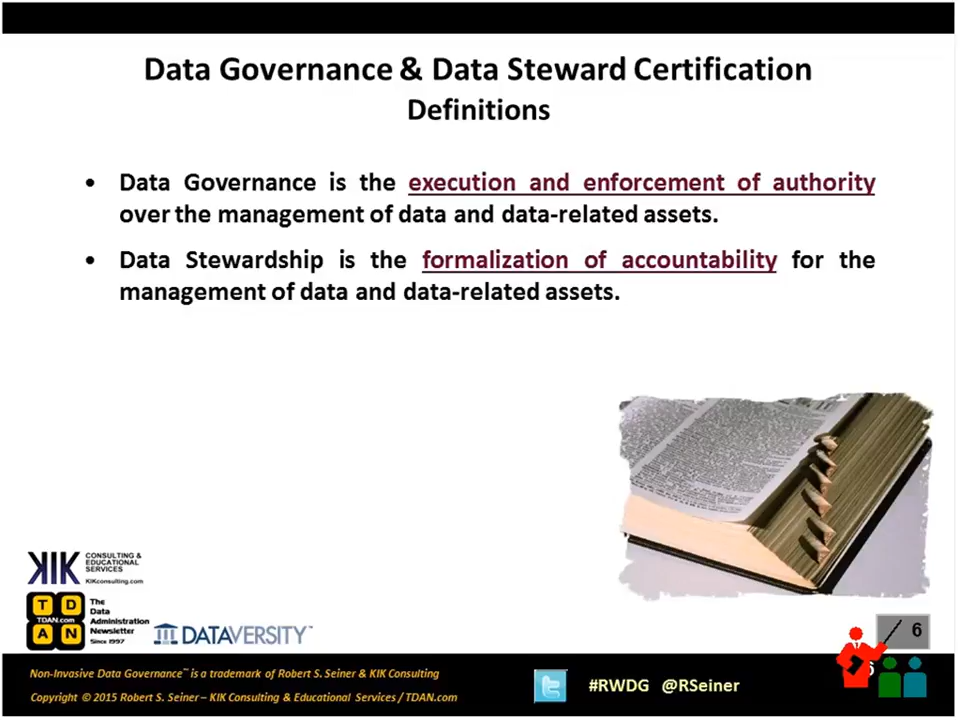 Data Governance & Data Steward Certification
Definitions
• Data Governance is the execution and enforcement of authority
over the management of data and data-related assets.
• Data Stewardship is the formalization of accountability for the
management of data and data-related assets.
KIK CONSULTING &
EDUCATIONAL
SERVICES
KIKconsulting.com
T D
TDAN.com
A N
The
Data
Administration
Newsletter
Since 1997
DATAVERSITY™
6
6
Non-Invasive Data Governance™ is a trademark of Robert S. Seiner & KIK Consulting
Copyright © 2015 Robert S. Seiner – KIK Consulting & Educational Services / TDAN.com
#RWDG @RSeiner